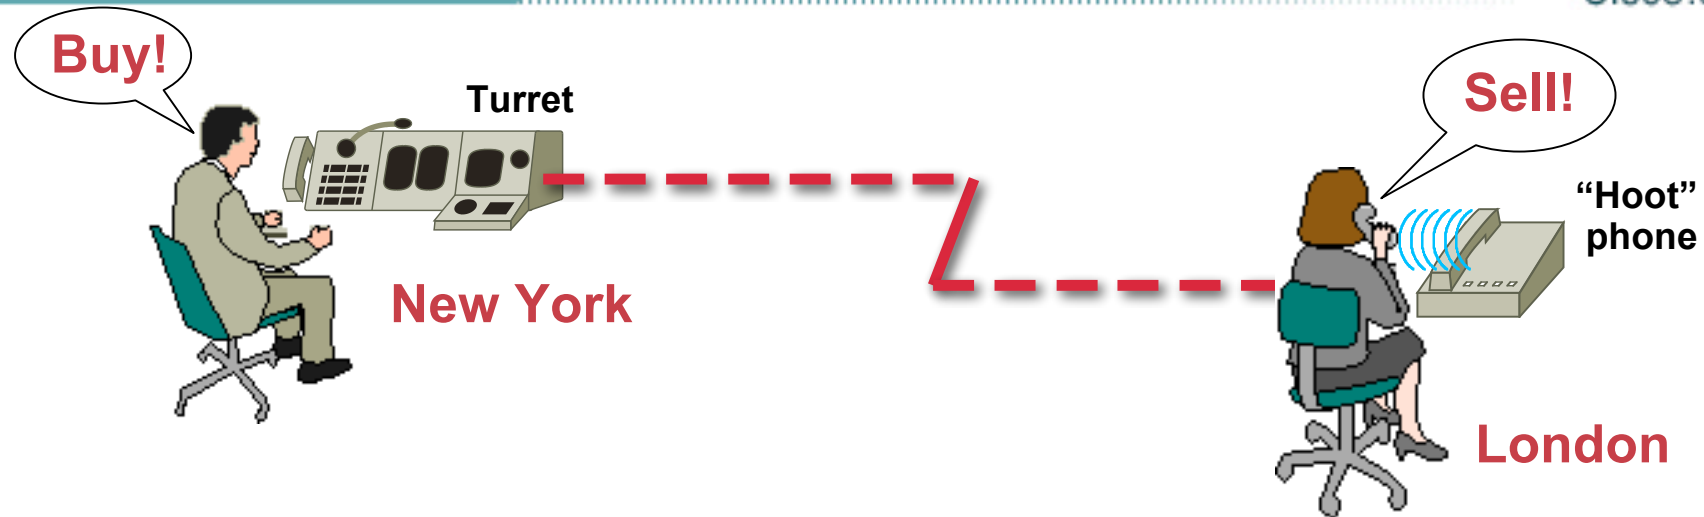 Buy!
Turret
Sell!
“Hoot”
phone
New York
London